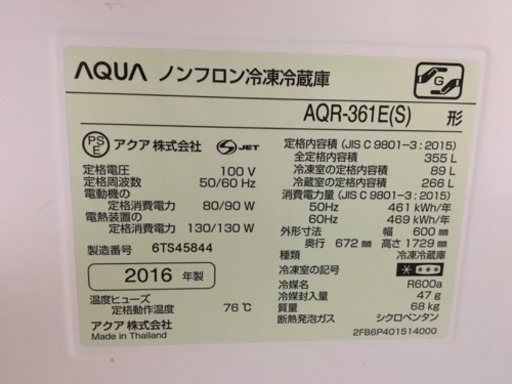 AQUA ノンフロン冷凍冷蔵庫
G
AQR-361E(S) 形
PS
E
アクア株式会社
S JET
定格電圧 100 V
定格周波数 50/60 Hz
電動機の
定格消費電力 80/90 W
電熱装置の
定格消費電力 130/130 W
製造番号 6TS45844
2016 年製
温度ヒューズ
定格動作温度 76℃
アクア株式会社
Made in Thailand
定格内容積 (JIS C 9801-3 : 2015)
全定格内容積 355 L
冷凍室の定格内容積 89 L
冷蔵室の定格内容積 266 L
消費電力量 (JIS C 9801-3 : 2015)
50Hz 461 kWh/年
60Hz 469 kWh/年
外形寸法 幅 600 mm
奥行 672 mm 高さ 1729 mm
種類 冷凍冷蔵庫
冷凍室の記号
冷媒名 R600a
冷媒封入量 47 g
質量 68 kg
断熱発泡ガス シクロペンタン
2FB6P401514000